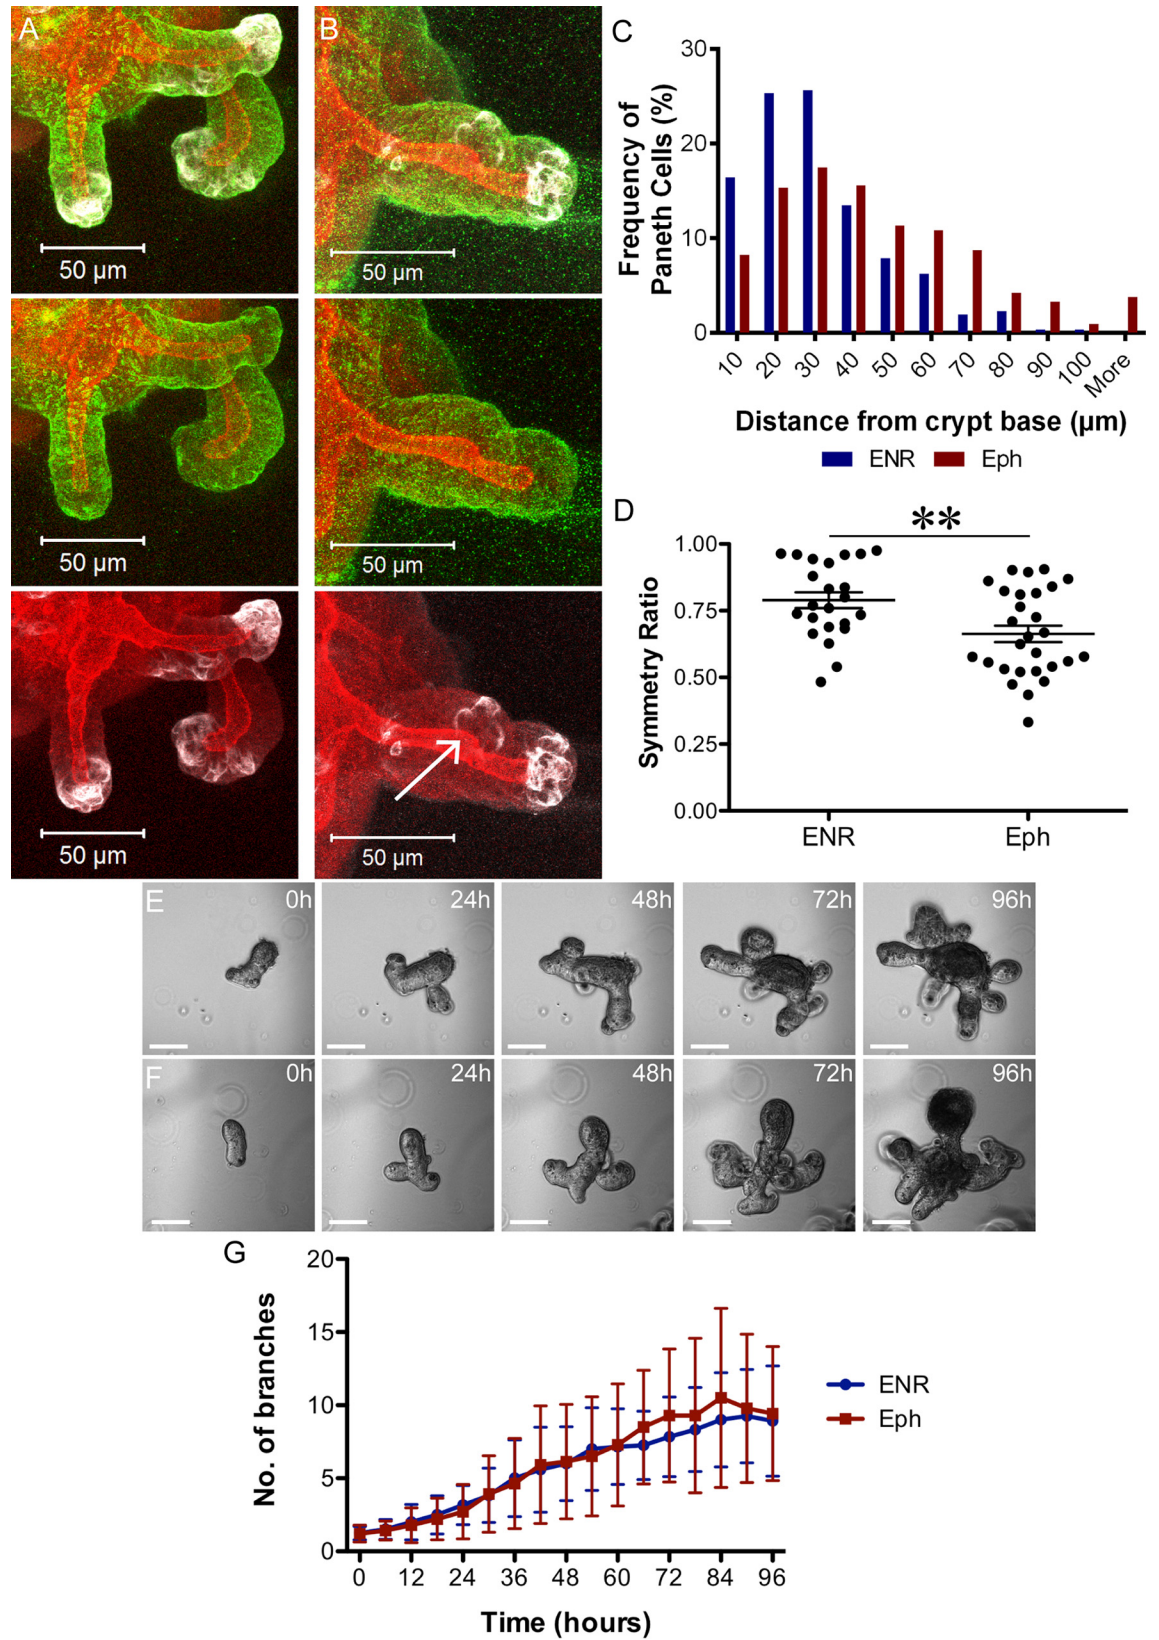 A
B
50 µm
50 µm
50 µm
50 µm
50 µm
50 µm
C
Frequency of
Paneth Cells (%)
30
20
10
0
10 20 30 40 50 60 70 80 90 100 More
Distance from crypt base (µm)
ENR Eph
D
**
Symmetry Ratio
1.00
0.75
0.50
0.25
0.00
ENR Eph
E 0h 24h 48h 72h 96h
F 0h 24h 48h 72h 96h
G
No. of branches
20
15
10
5
0
0 12 24 36 48 60 72 84 96
Time (hours)
ENR
Eph